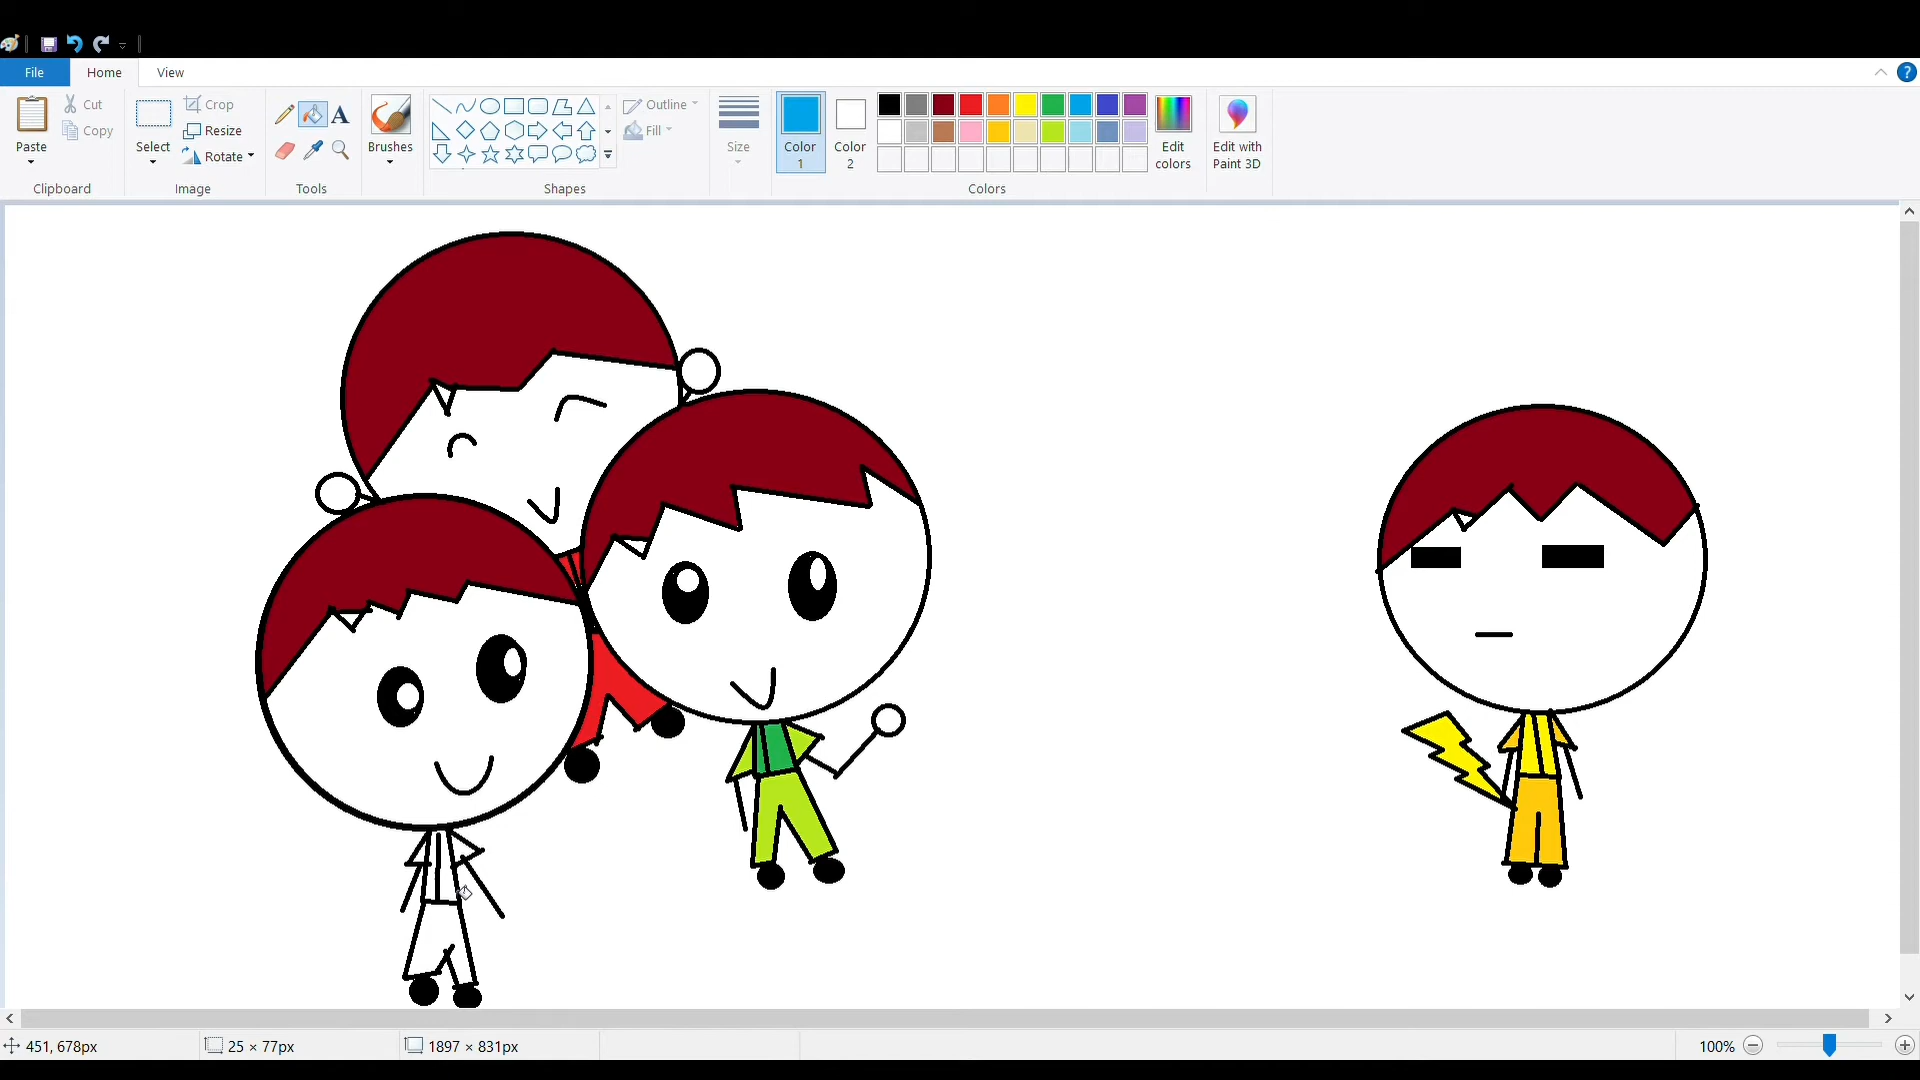 File Home View
?
Paste
Cut
Copy
Clipboard
Select
Crop
Resize
Rotate
Image
A
Tools
Brushes
Outline
Fill
Shapes
Size
Color 1
Color 2
Edit colors
Colors
Edit with Paint 3D
451, 678px
25 × 77px
1897 × 831px
100%